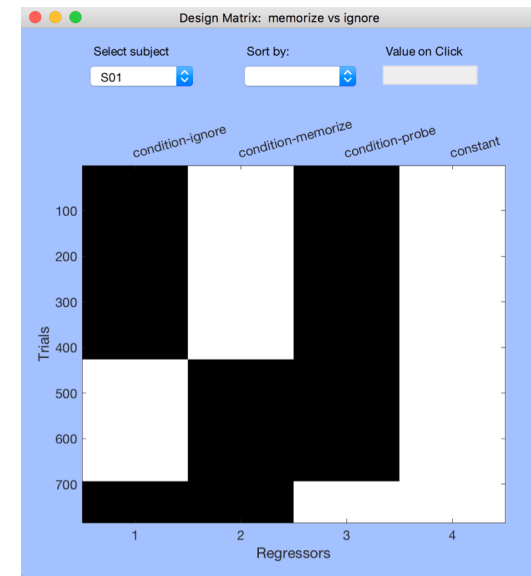 Design Matrix: memorize vs ignore
Select subject
Sort by:
Value on Click
S01
condition-ignore
condition-memorize
condition-probe
constant
100
200
300
400
500
600
700
Trials
1
2
3
4
Regressors